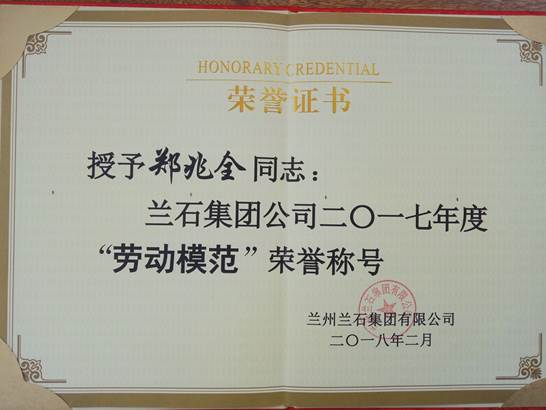 HONORARY CREDENTIAL
荣誉证书
授予郑兆全同志：
兰石集团公司二〇一七年度
“劳动模范”荣誉称号
兰州兰石集团有限公司
二〇一八年二月